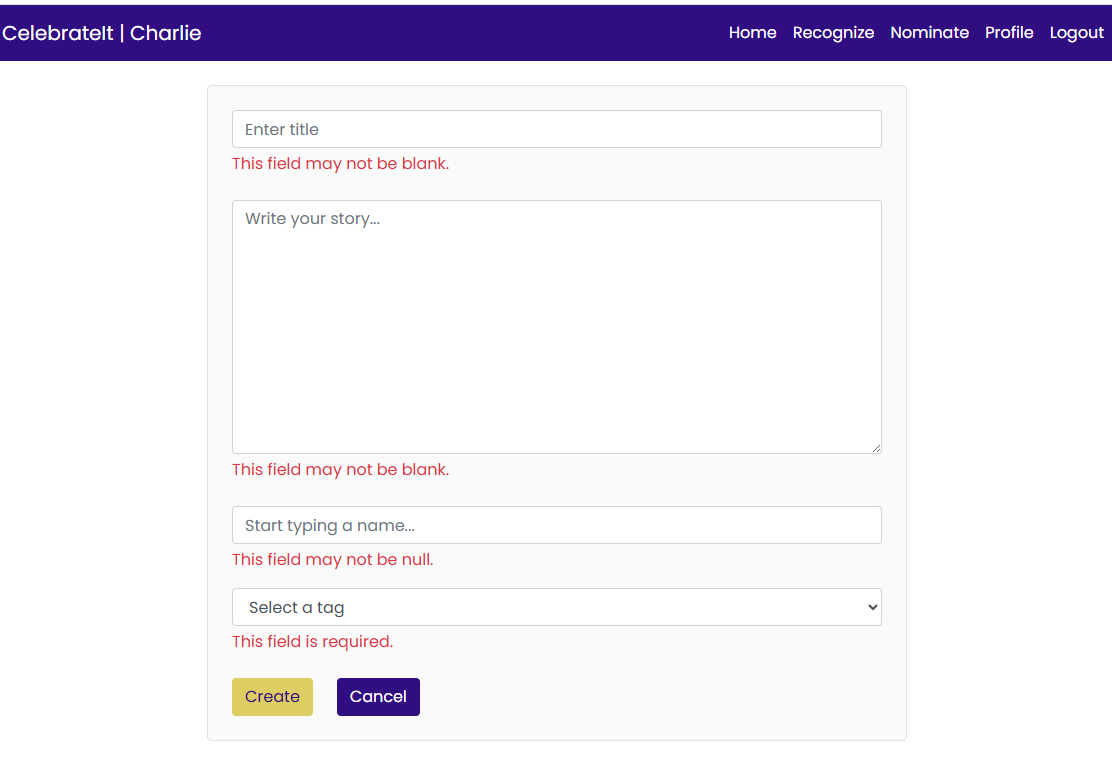 CelebrateIt | Charlie Home Recognize Nominate Profile Logout
Enter title
This field may not be blank.
Write your story...
This field may not be blank.
Start typing a name...
This field may not be null.
Select a tag
This field is required.
Create Cancel